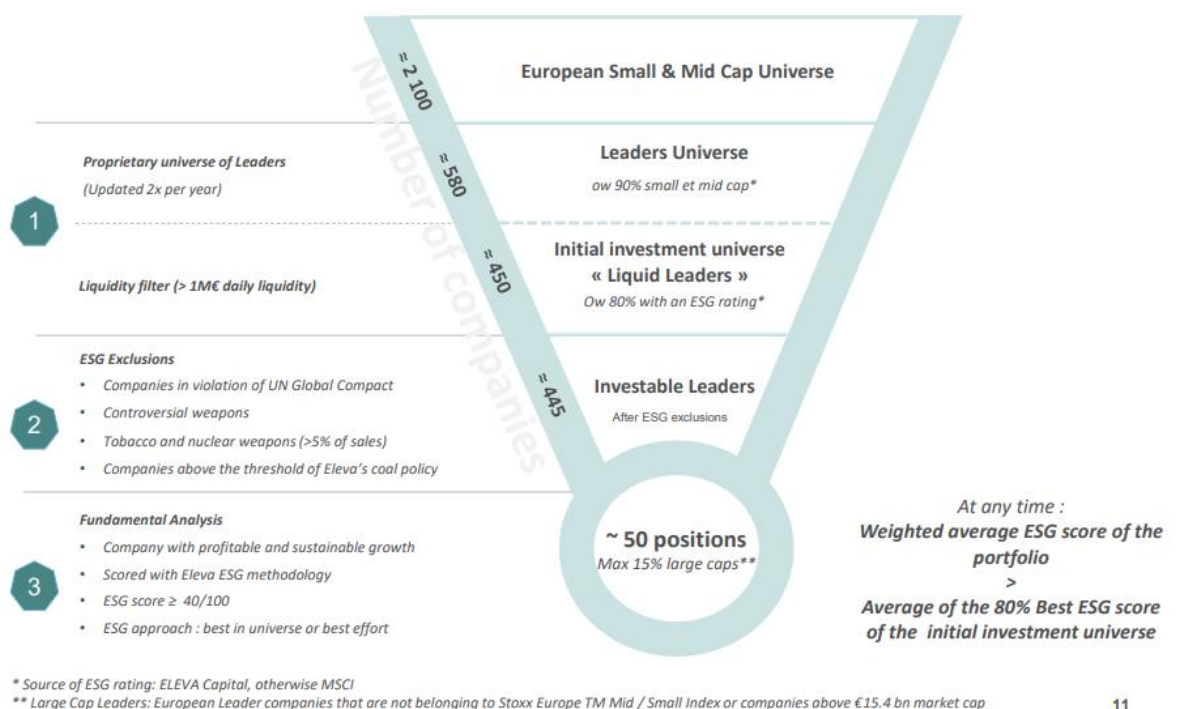 Number of companies
≈ 2 100
European Small & Mid Cap Universe
1
Proprietary universe of Leaders
(Updated 2x per year)
≈ 580
Leaders Universe
ow 90% small et mid cap*
Liquidity filter (> 1M€ daily liquidity)
≈ 450
Initial investment universe
« Liquid Leaders »
Ow 80% with an ESG rating*
2
ESG Exclusions
• Companies in violation of UN Global Compact
• Controversial weapons
• Tobacco and nuclear weapons (>5% of sales)
• Companies above the threshold of Eleva's coal policy
≈ 445
Investable Leaders
After ESG exclusions
3
Fundamental Analysis
• Company with profitable and sustainable growth
• Scored with Eleva ESG methodology
• ESG score ≥ 40/100
• ESG approach : best in universe or best effort
~ 50 positions
Max 15% large caps**
At any time :
Weighted average ESG score of the
portfolio
>
Average of the 80% Best ESG score
of the initial investment universe
* Source of ESG rating: ELEVA Capital, otherwise MSCI
** Large Cap Leaders: European Leader companies that are not belonging to Stoxx Europe TM Mid / Small Index or companies above €15.4 bn market cap
11